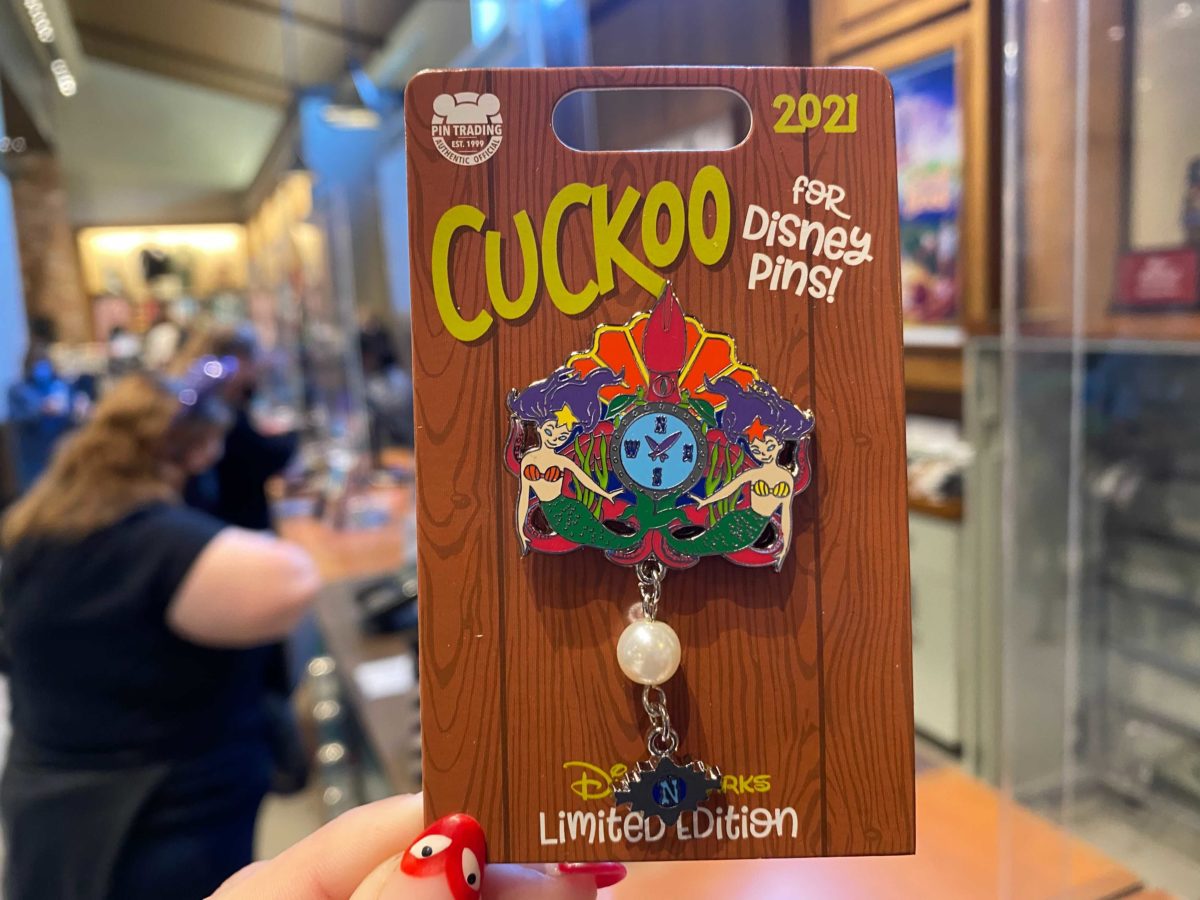 PIN TRADING
EST. 1999
AUTHENTIC OFFICIAL
2021
CUCKOO
for
Disney
Pins!
N
W
S
N
Limited Edition